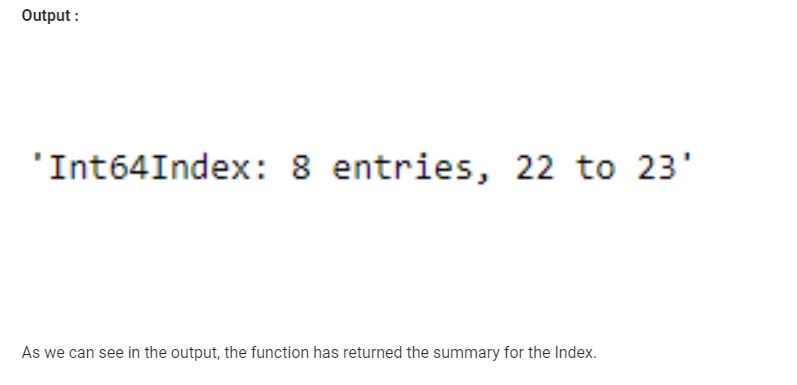 Output :
'Int64Index: 8 entries, 22 to 23'
As we can see in the output, the function has returned the summary for the Index.